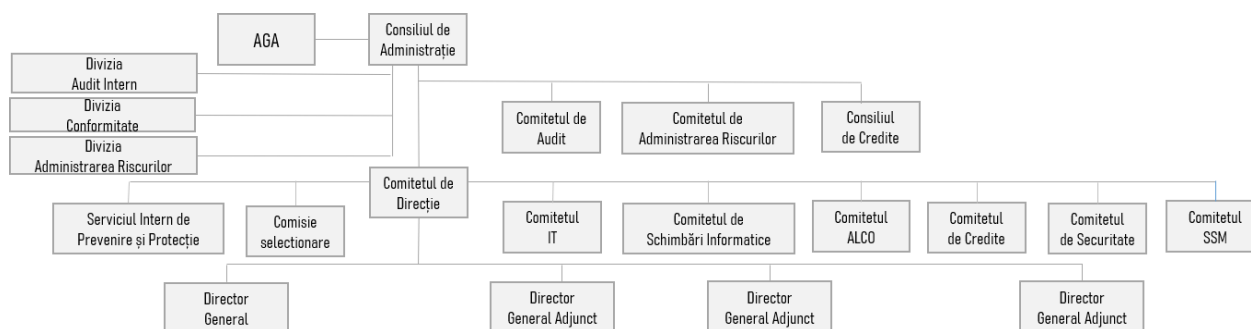 AGA
Consiliul de
Administrație
Divizia
Audit Intern
Divizia
Conformitate
Divizia
Administrarea Riscurilor
Comitetul de
Audit
Comitetul de
Administrarea Riscurilor
Consiliul
de Credite
Comitetul de
Direcție
Serviciul Intern de
Prevenire și Protecție
Comisie
selectionare
Comitetul
IT
Comitetul de
Schimbări Informatice
Comitetul
ALCO
Comitetul
de Credite
Comitetul
de Securitate
Comitetul
SSM
Director
General
Director
General Adjunct
Director
General Adjunct
Director
General Adjunct